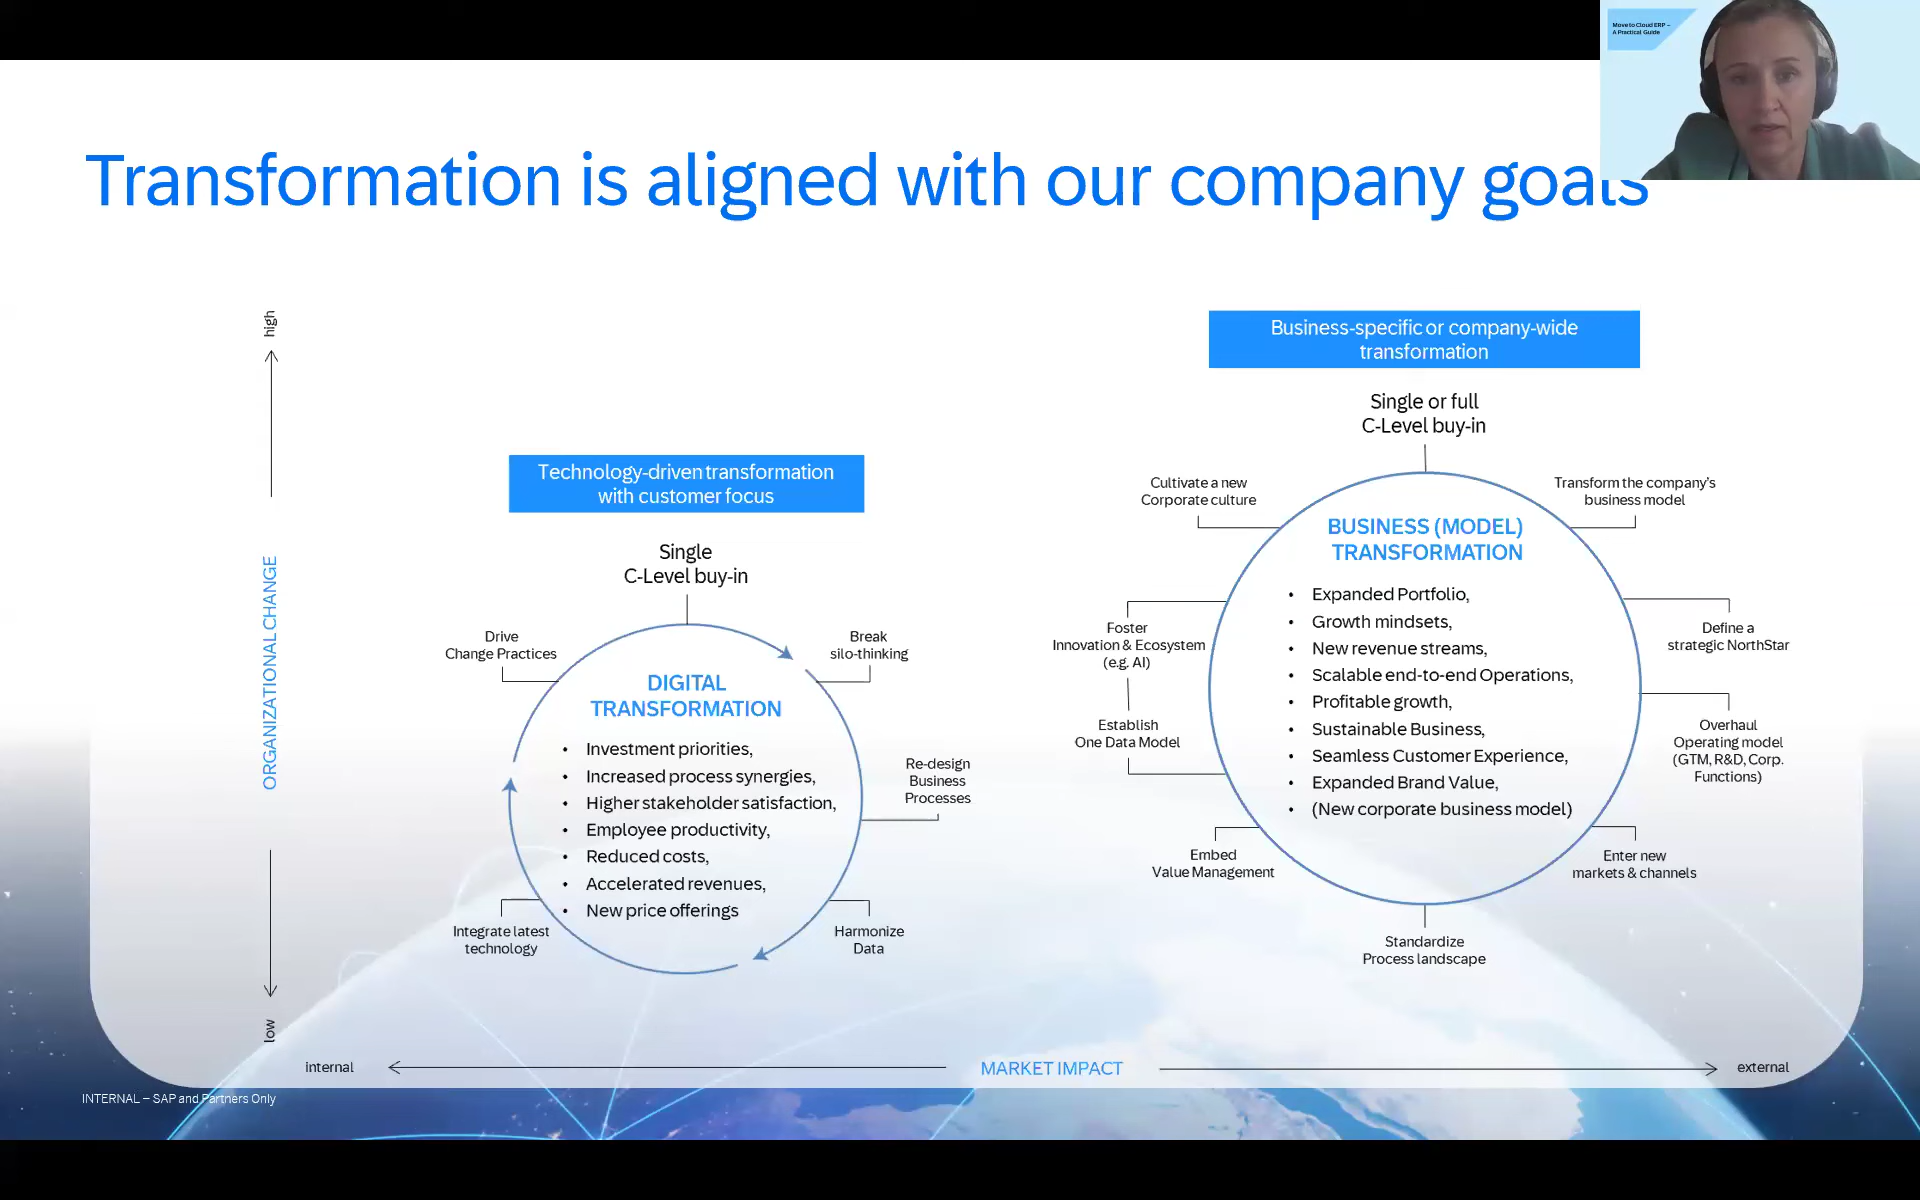 Move to Cloud ERP –
A Practical Guide
Transformation is aligned with our company goals
high
ORGANIZATIONAL CHANGE
low
Technology-driven transformation
with customer focus
Single
C-Level buy-in
Drive
Change Practices
Break
silo-thinking
DIGITAL
TRANSFORMATION
• Investment priorities,
• Increased process synergies,
• Higher stakeholder satisfaction,
• Employee productivity,
• Reduced costs,
• Accelerated revenues,
• New price offerings
Re-design
Business
Processes
Integrate latest
technology
Harmonize
Data
Business-specific or company-wide
transformation
Single or full
C-Level buy-in
Cultivate a new
Corporate culture
Transform the company's
business model
BUSINESS (MODEL)
TRANSFORMATION
• Expanded Portfolio,
• Growth mindsets,
• New revenue streams,
• Scalable end-to-end Operations,
• Profitable growth,
• Sustainable Business,
• Seamless Customer Experience,
• Expanded Brand Value,
• (New corporate business model)
Foster
Innovation & Ecosystem
(e.g. AI)
Define a
strategic NorthStar
Establish
One Data Model
Overhaul
Operating model
(GTM, R&D, Corp.
Functions)
Embed
Value Management
Enter new
markets & channels
Standardize
Process landscape
internal
MARKET IMPACT
external
INTERNAL – SAP and Partners Only